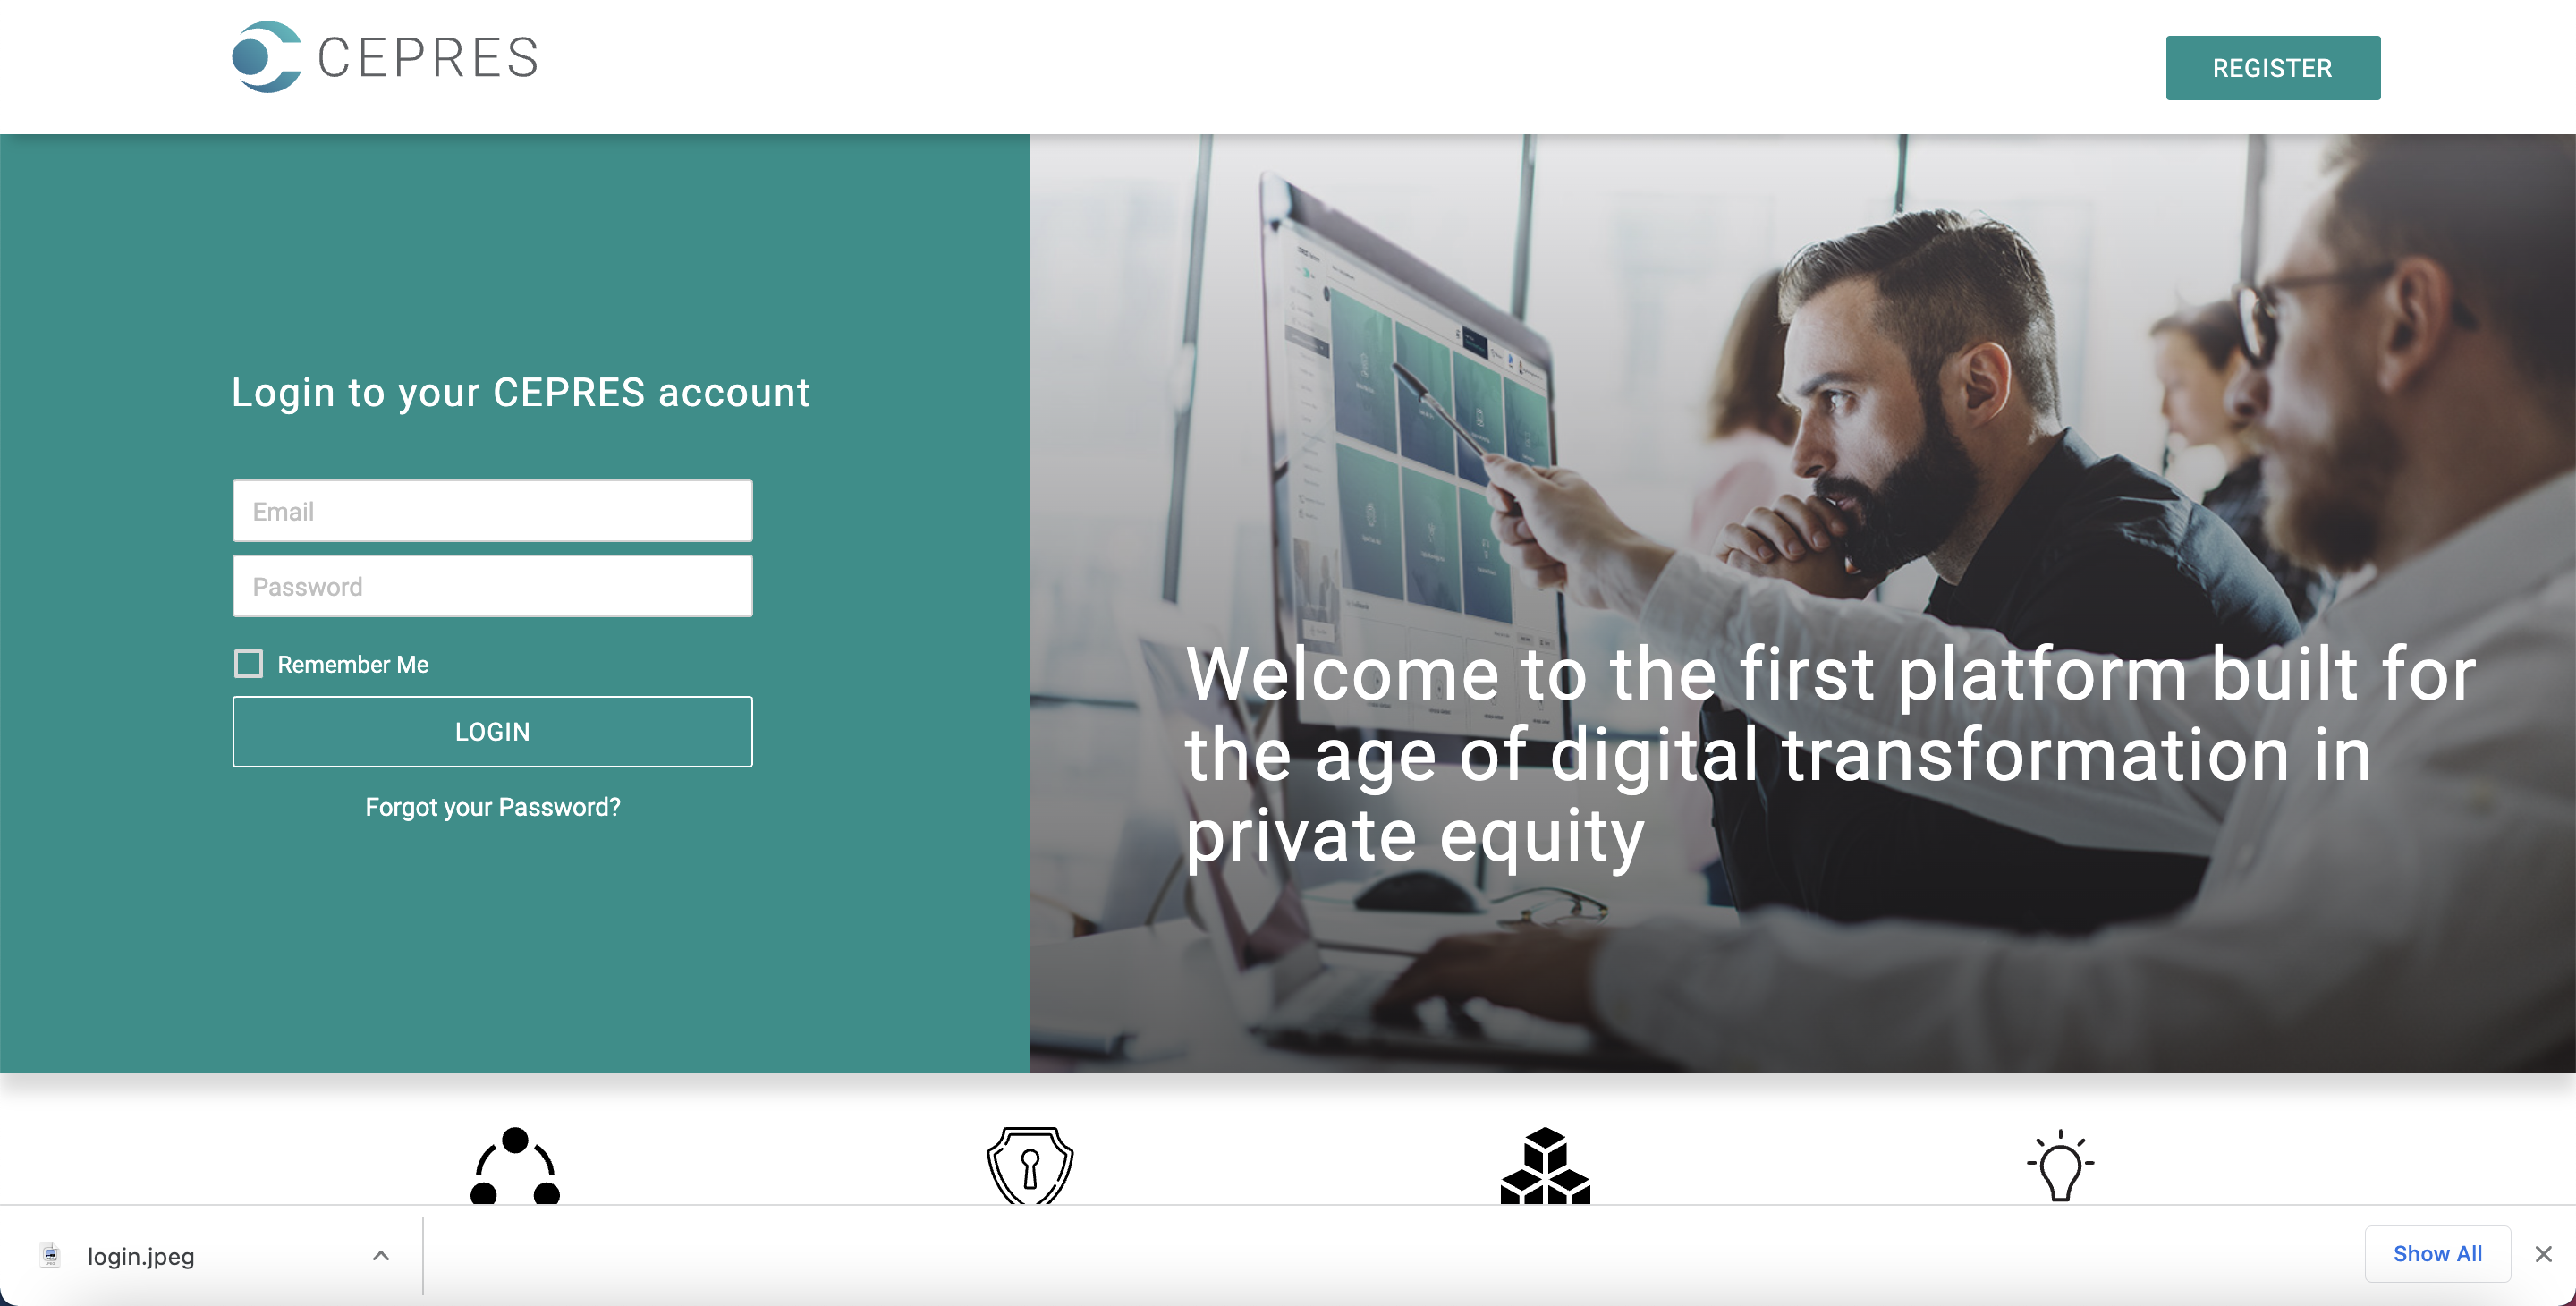 CEPRES
REGISTER
Login to your CEPRES account
Email
Password
Remember Me
LOGIN
Forgot your Password?
Welcome to the first platform built for
the age of digital transformation in
private equity
login.jpeg
Show All